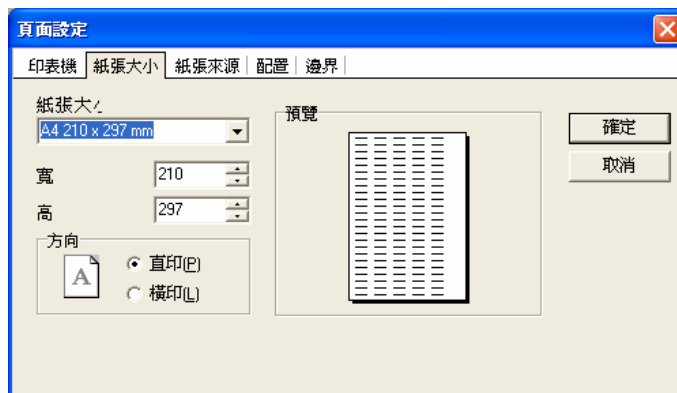 頁面設定
印表機 紙張大小 紙張來源 配置 邊界
紙張大小
A4 210 x 297 mm
寬 210
高 297
方向
A
直印(P)
橫印(L)
預覽
確定
取消